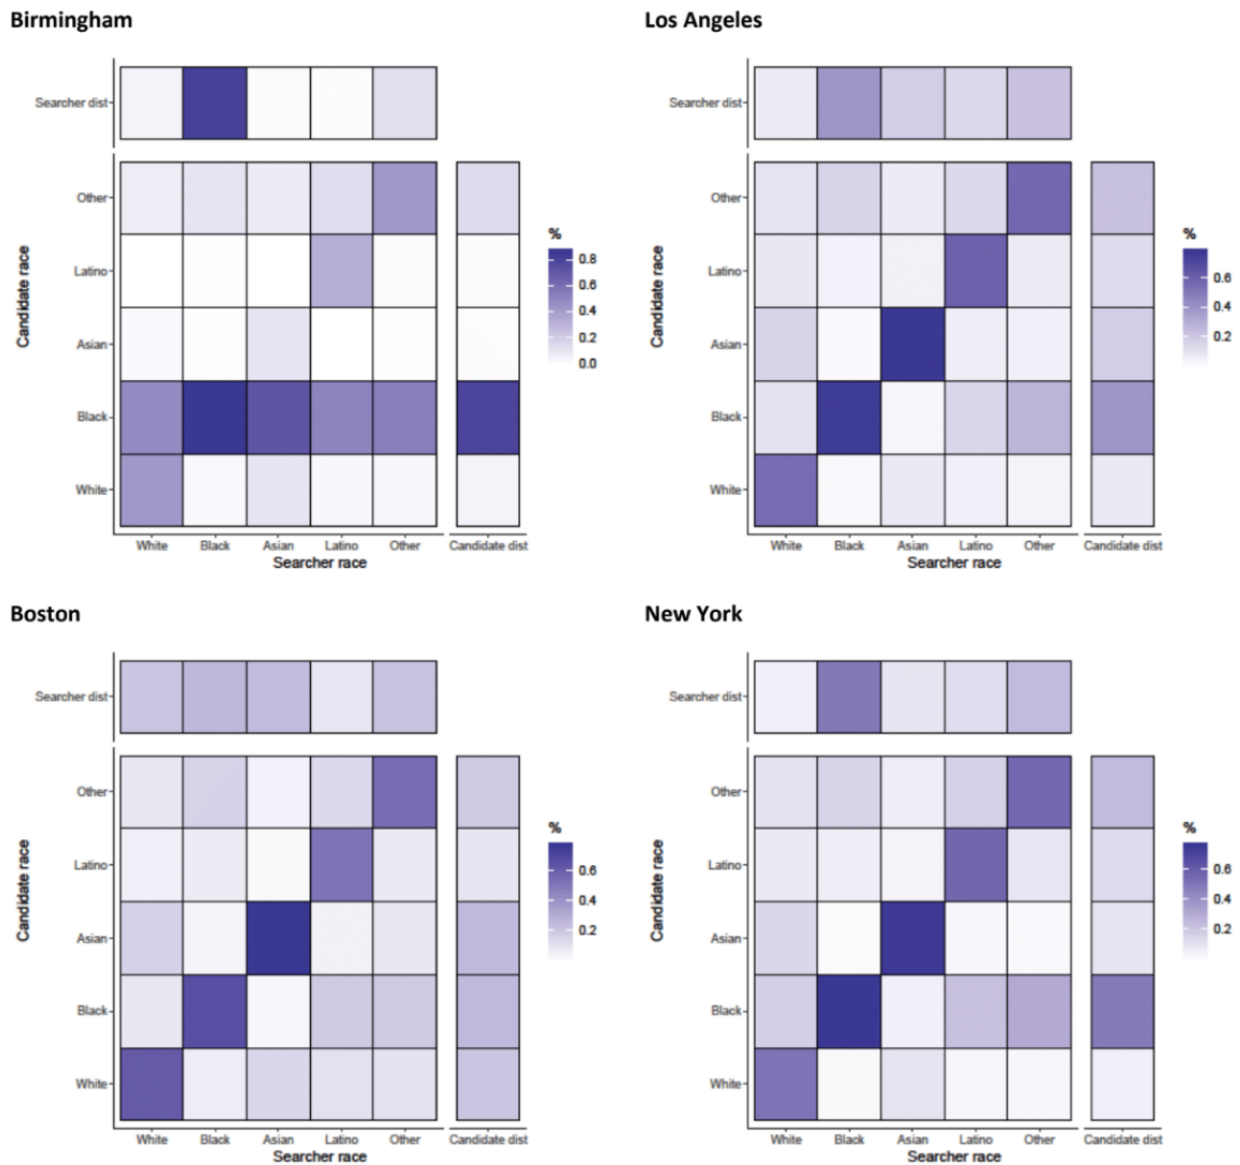 Birmingham
Searcher dist
Other
Latino
Asian
Black
White
Candidate race
White Black Asian Latino Other Candidate dist
Searcher race
%
0.8
0.6
0.4
0.2
0.0
Los Angeles
Searcher dist
Other
Latino
Asian
Black
White
Candidate race
White Black Asian Latino Other Candidate dist
Searcher race
%
0.6
0.4
0.2
Boston
Searcher dist
Other
Latino
Asian
Black
White
Candidate race
White Black Asian Latino Other Candidate dist
Searcher race
%
0.6
0.4
0.2
New York
Searcher dist
Other
Latino
Asian
Black
White
Candidate race
White Black Asian Latino Other Candidate dist
Searcher race
%
0.6
0.4
0.2